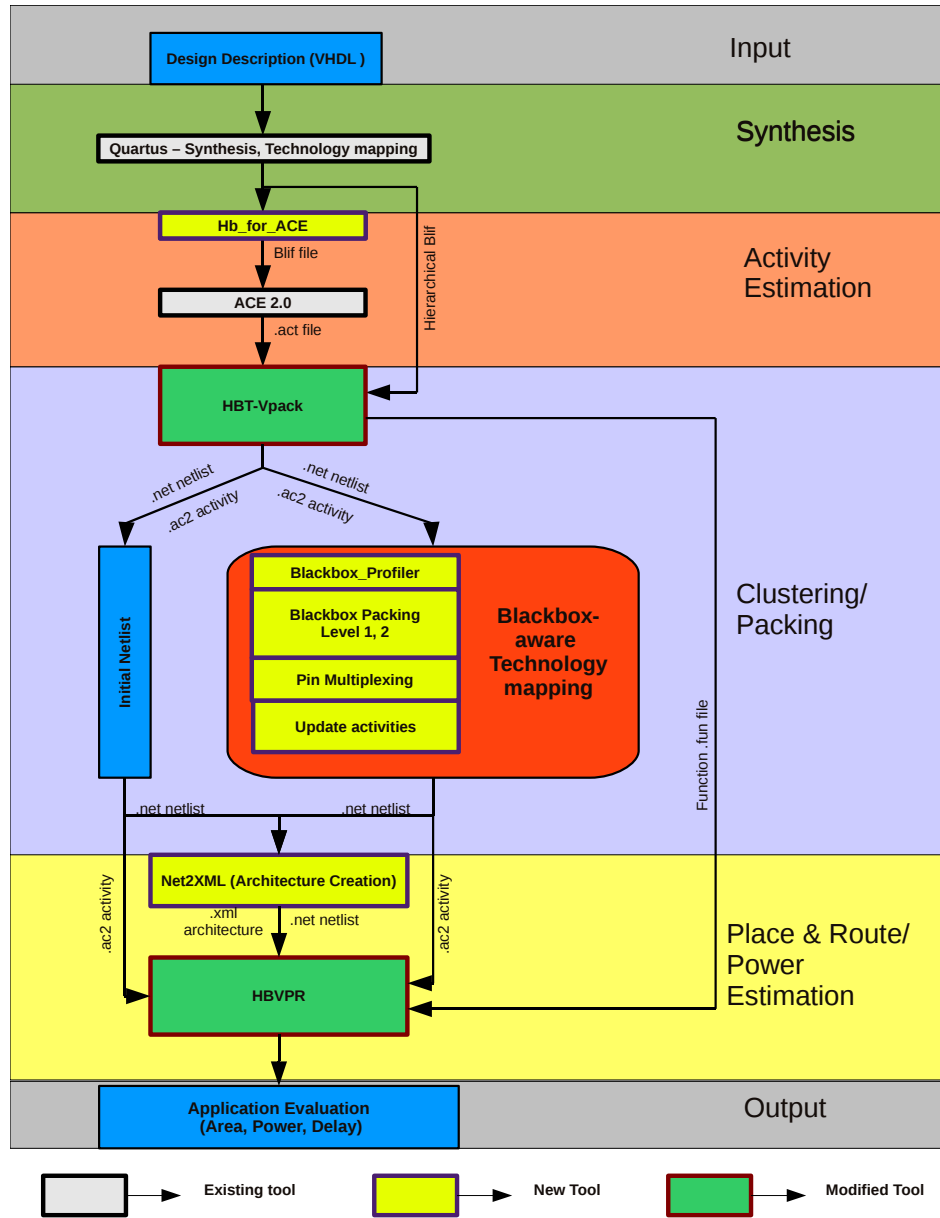 Input
Design Description (VHDL )
Synthesis
Quartus – Synthesis, Technology mapping
Hb_for_ACE
Blif file
Hierarchical Blif
Activity
Estimation
ACE 2.0
.act file
HBT-Vpack
.net netlist
.ac2 activity
.net netlist
.ac2 activity
Initial Netlist
Blackbox_Profiler
Blackbox Packing
Level 1, 2
Pin Multiplexing
Update activities
Blackbox-
aware
Technology
mapping
Clustering/
Packing
Function .fun file
.net netlist
.net netlist
Net2XML (Architecture Creation)
.ac2 activity
.xml
architecture
.net netlist
.ac2 activity
Place & Route/
Power
Estimation
HBVPR
Output
Application Evaluation
(Area, Power, Delay)
Existing tool
New Tool
Modified Tool